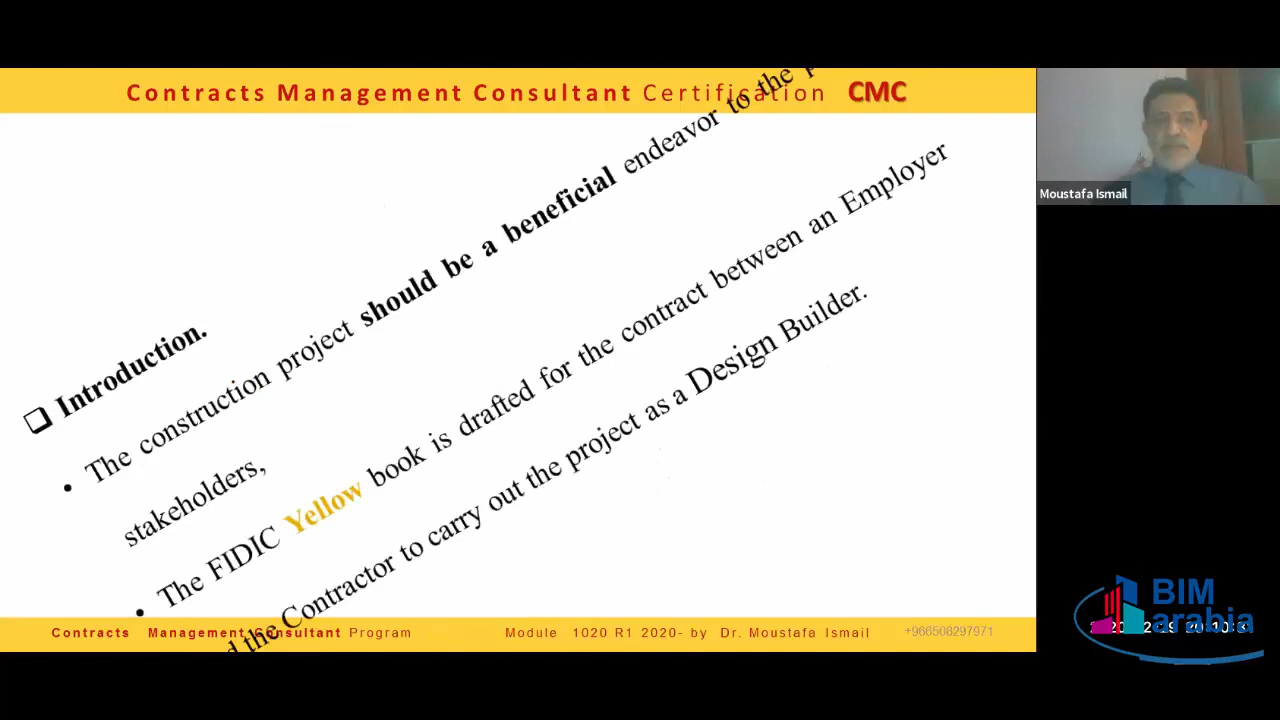 Contracts Management Consultant Certification CMC
❑ Introduction.
• The construction project should be a beneficial endeavor to the
stakeholders,
• The FIDIC Yellow book is drafted for the contract between an Employer
the Contractor to carry out the project as a Design Builder.
Contracts Management Consultant Program
Module 1020 R1 2020- by Dr. Moustafa Ismail
+966508297971
Moustafa Ismail
BIM
arabia